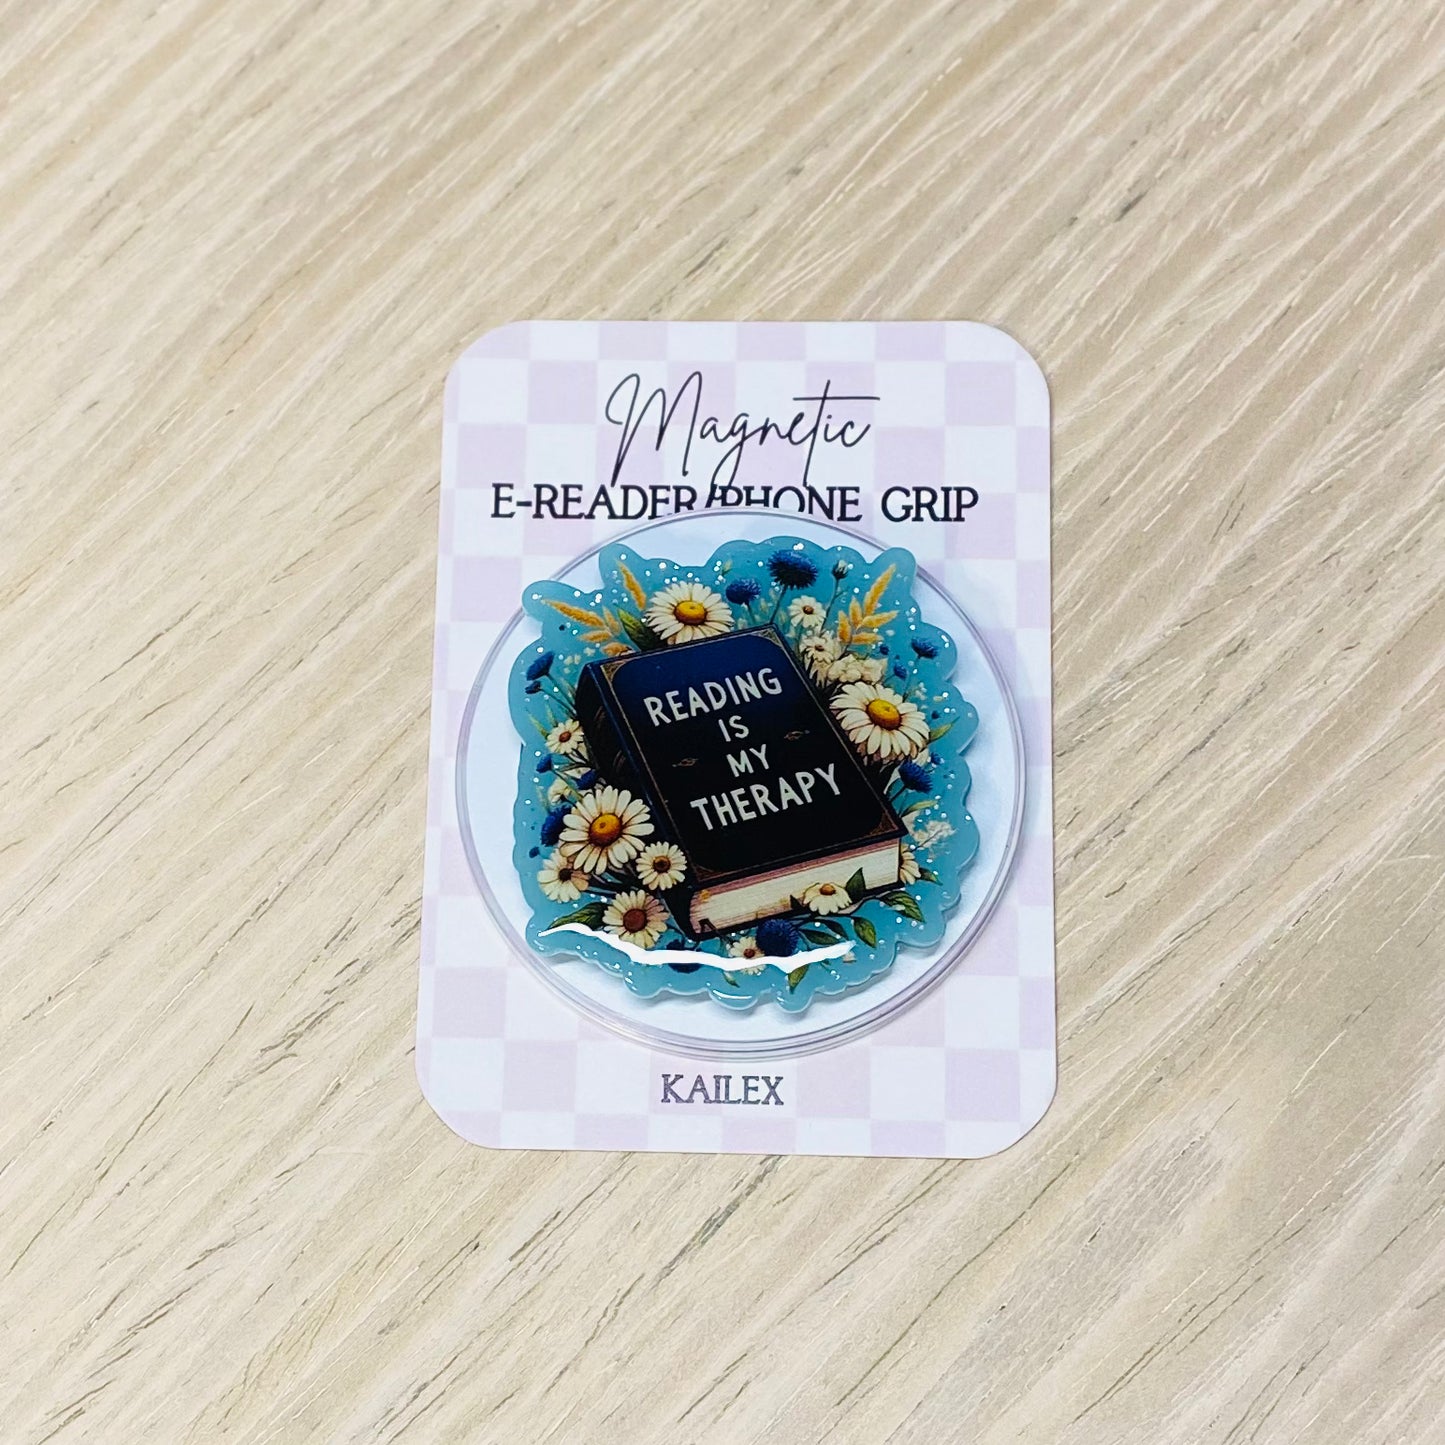 Magnetic
E-READER/PHONE GRIP
READING
IS
MY
THERAPY
KAILEX